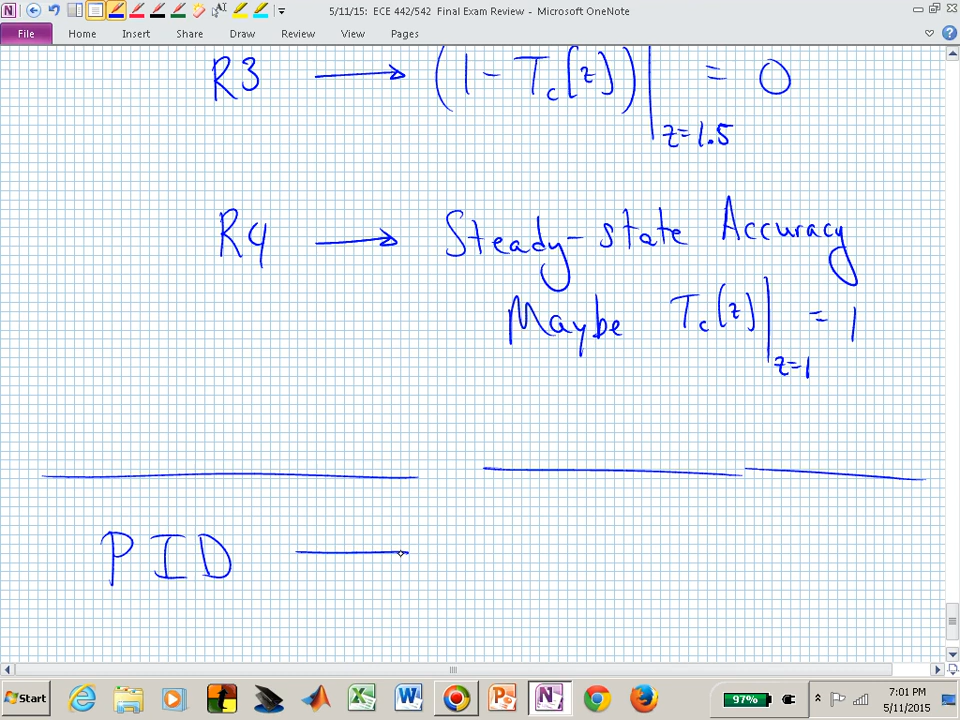 5/11/15: ECE 442/542 Final Exam Review - Microsoft OneNote
File Home Insert Share Draw Review View Pages
R3 → (1 - Tc[z])| = 0
z=1.5
R4 → Steady-state Accuracy
Maybe Tc[z]| = 1
z=1
PID —
Start 97% 7:01 PM
5/11/2015